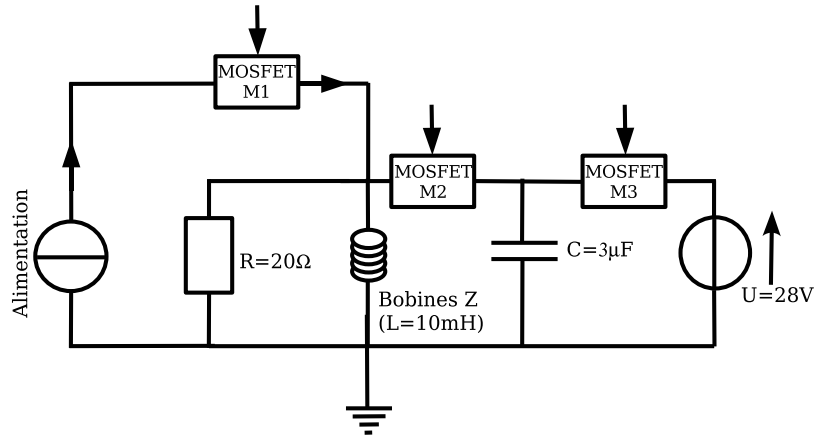 MOSFET
M1
MOSFET
M2
MOSFET
M3
Alimentation
R=20Ω
C=3µF
U=28V
Bobines Z
(L=10mH)